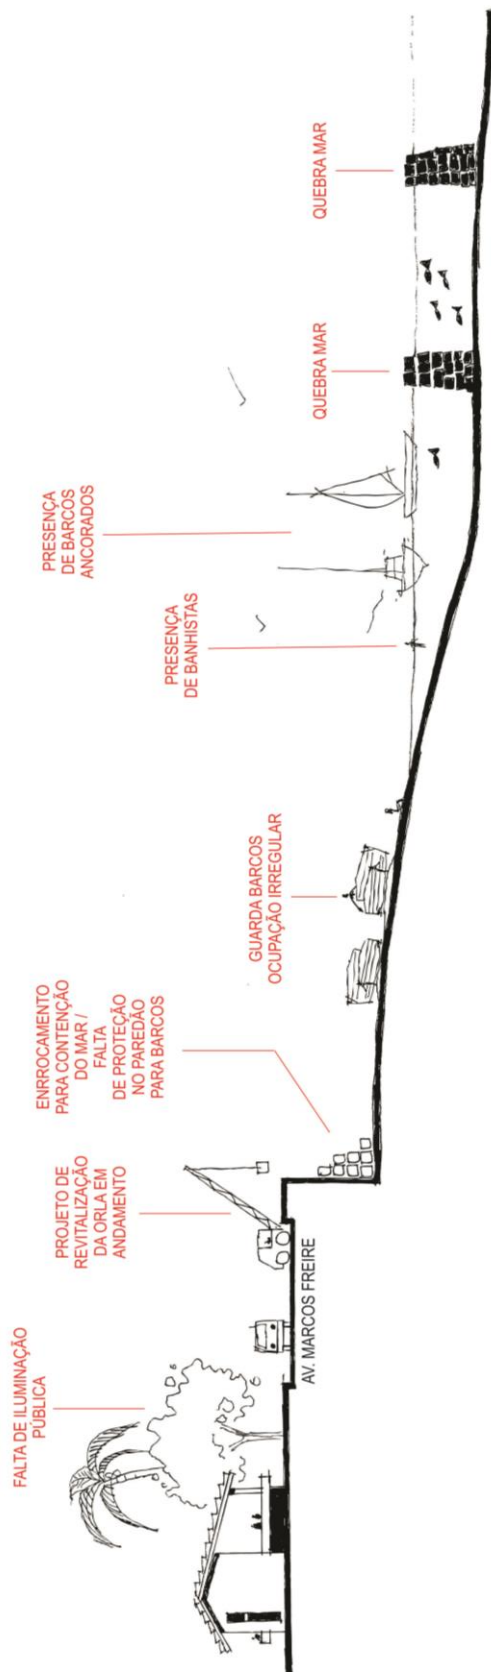 FALTA DE ILUMINAÇÃO
PÚBLICA
PROJETO DE
REVITALIZAÇÃO
DA ORLA EM
ANDAMENTO
AV. MARCOS FREIRE
ENRROCAMENTO
PARA CONTENÇÃO
DO MAR /
FALTA
DE PROTEÇÃO
NO PAREDÃO
PARA BARCOS
GUARDA BARCOS
OCUPAÇÃO IRREGULAR
PRESENÇA
DE BANHISTAS
PRESENÇA
DE BARCOS
ANCORADOS
QUEBRA MAR
QUEBRA MAR